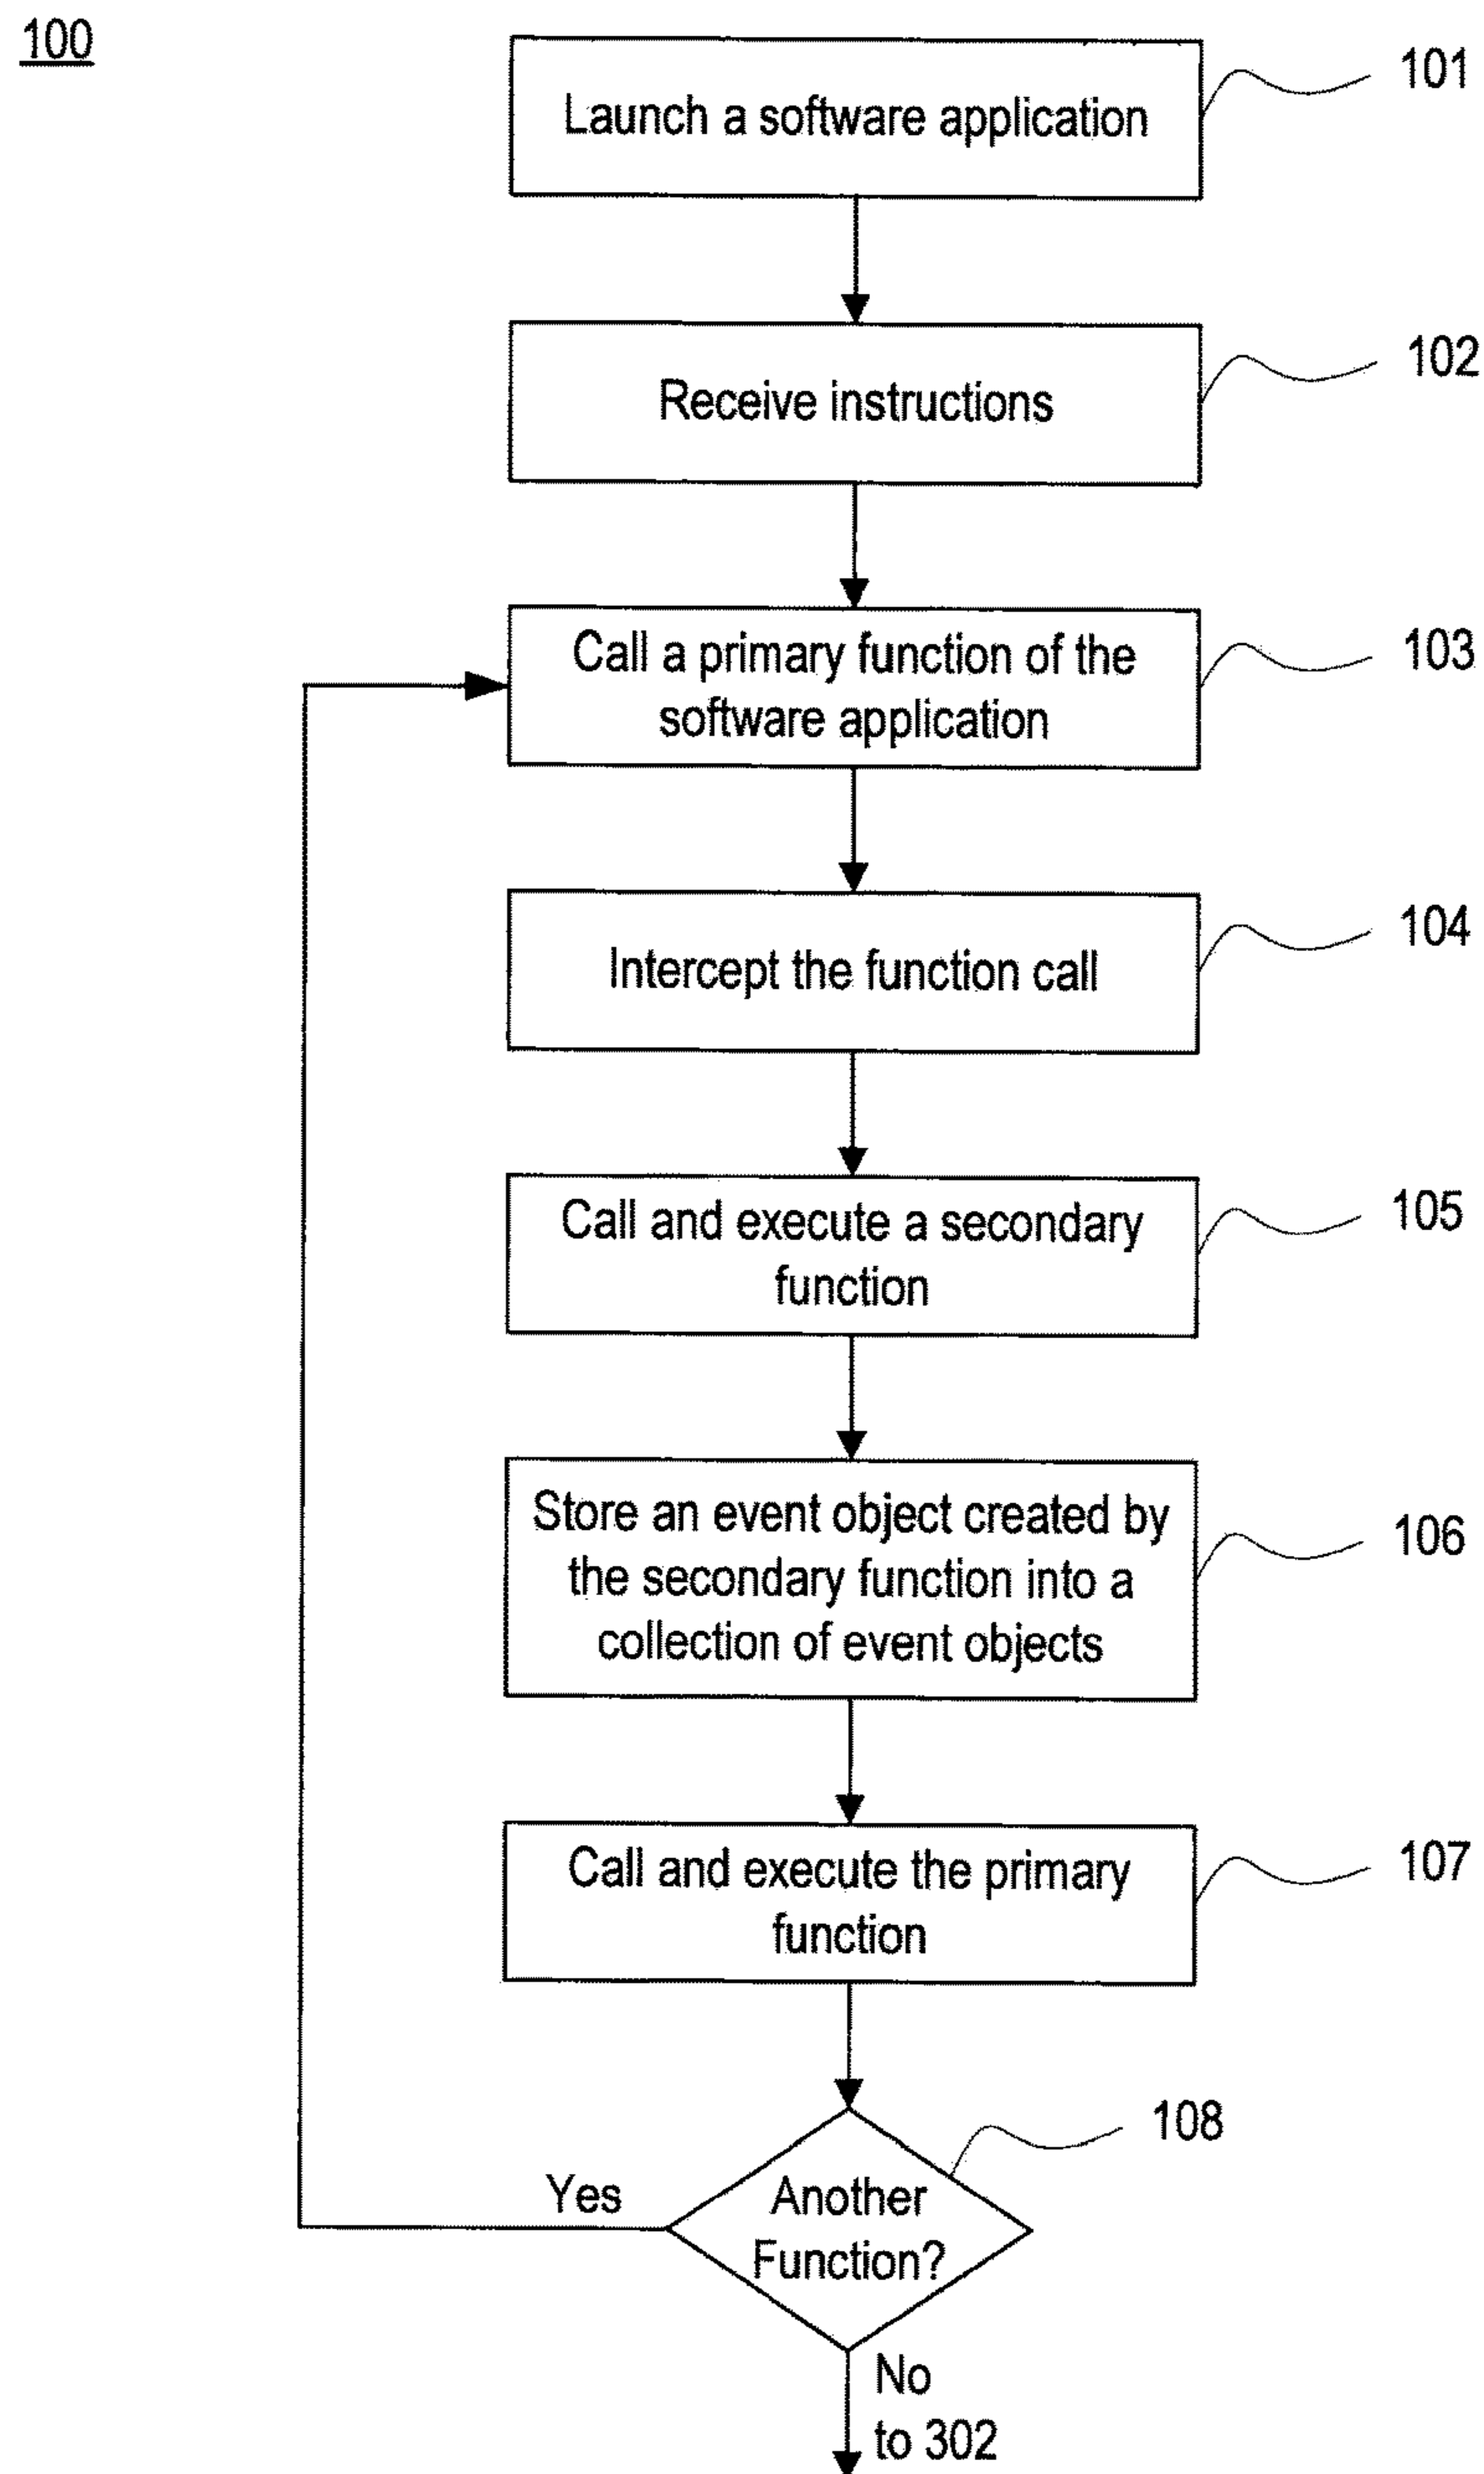 100
Launch a software application
101
Receive instructions
102
Call a primary function of the
software application
103
Intercept the function call
104
Call and execute a secondary
function
105
Store an event object created by
the secondary function into a
collection of event objects
106
Call and execute the primary
function
107
108
Another
Function?
Yes
No
to 302